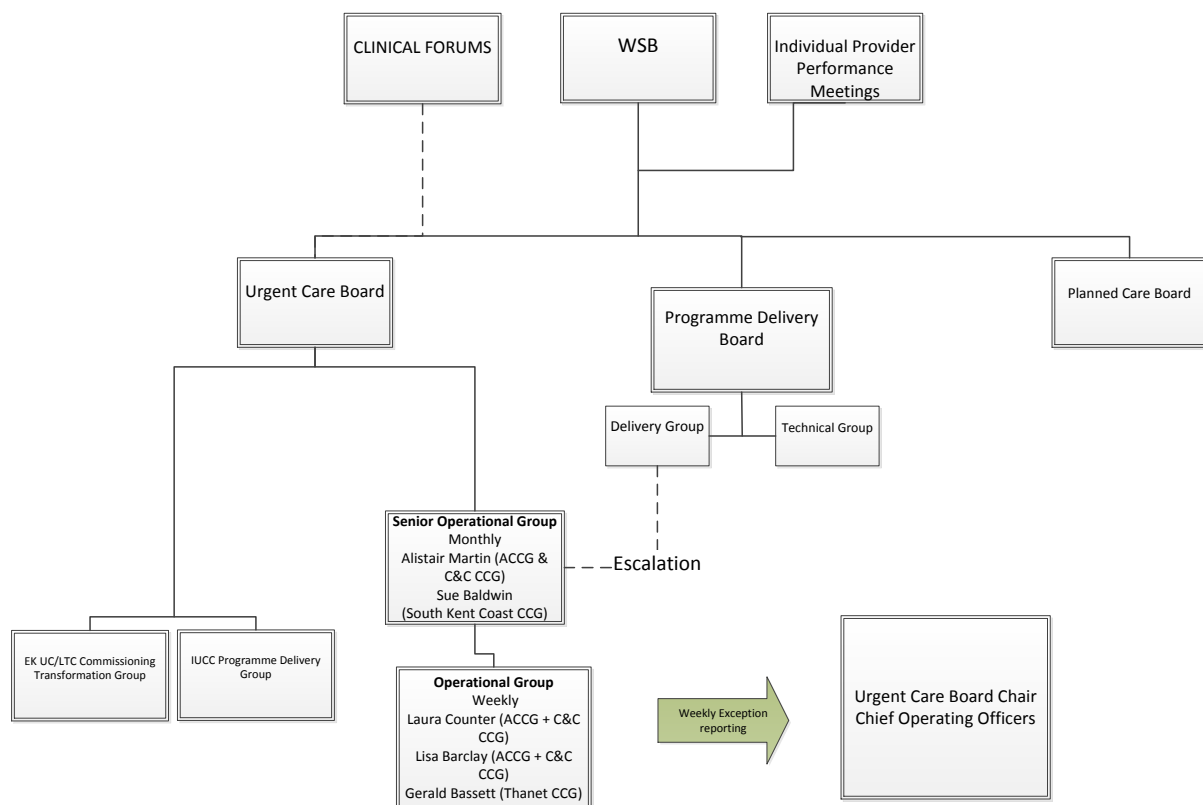 CLINICAL FORUMS
WSB
Individual Provider
Performance
Meetings
Urgent Care Board
Programme Delivery
Board
Planned Care Board
Delivery Group
Technical Group
Senior Operational Group
Monthly
Alistair Martin (ACCG &
C&C CCG)
Sue Baldwin
(South Kent Coast CCG)
Escalation
EK UC/LTC Commissioning
Transformation Group
IUCC Programme Delivery
Group
Operational Group
Weekly
Laura Counter (ACCG + C&C
CCG)
Lisa Barclay (ACCG + C&C
CCG)
Gerald Bassett (Thanet CCG)
Weekly Exception
reporting
Urgent Care Board Chair
Chief Operating Officers